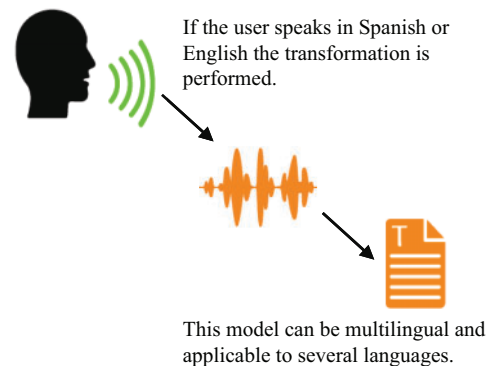 If the user speaks in Spanish or
English the transformation is
performed.
T
This model can be multilingual and
applicable to several languages.